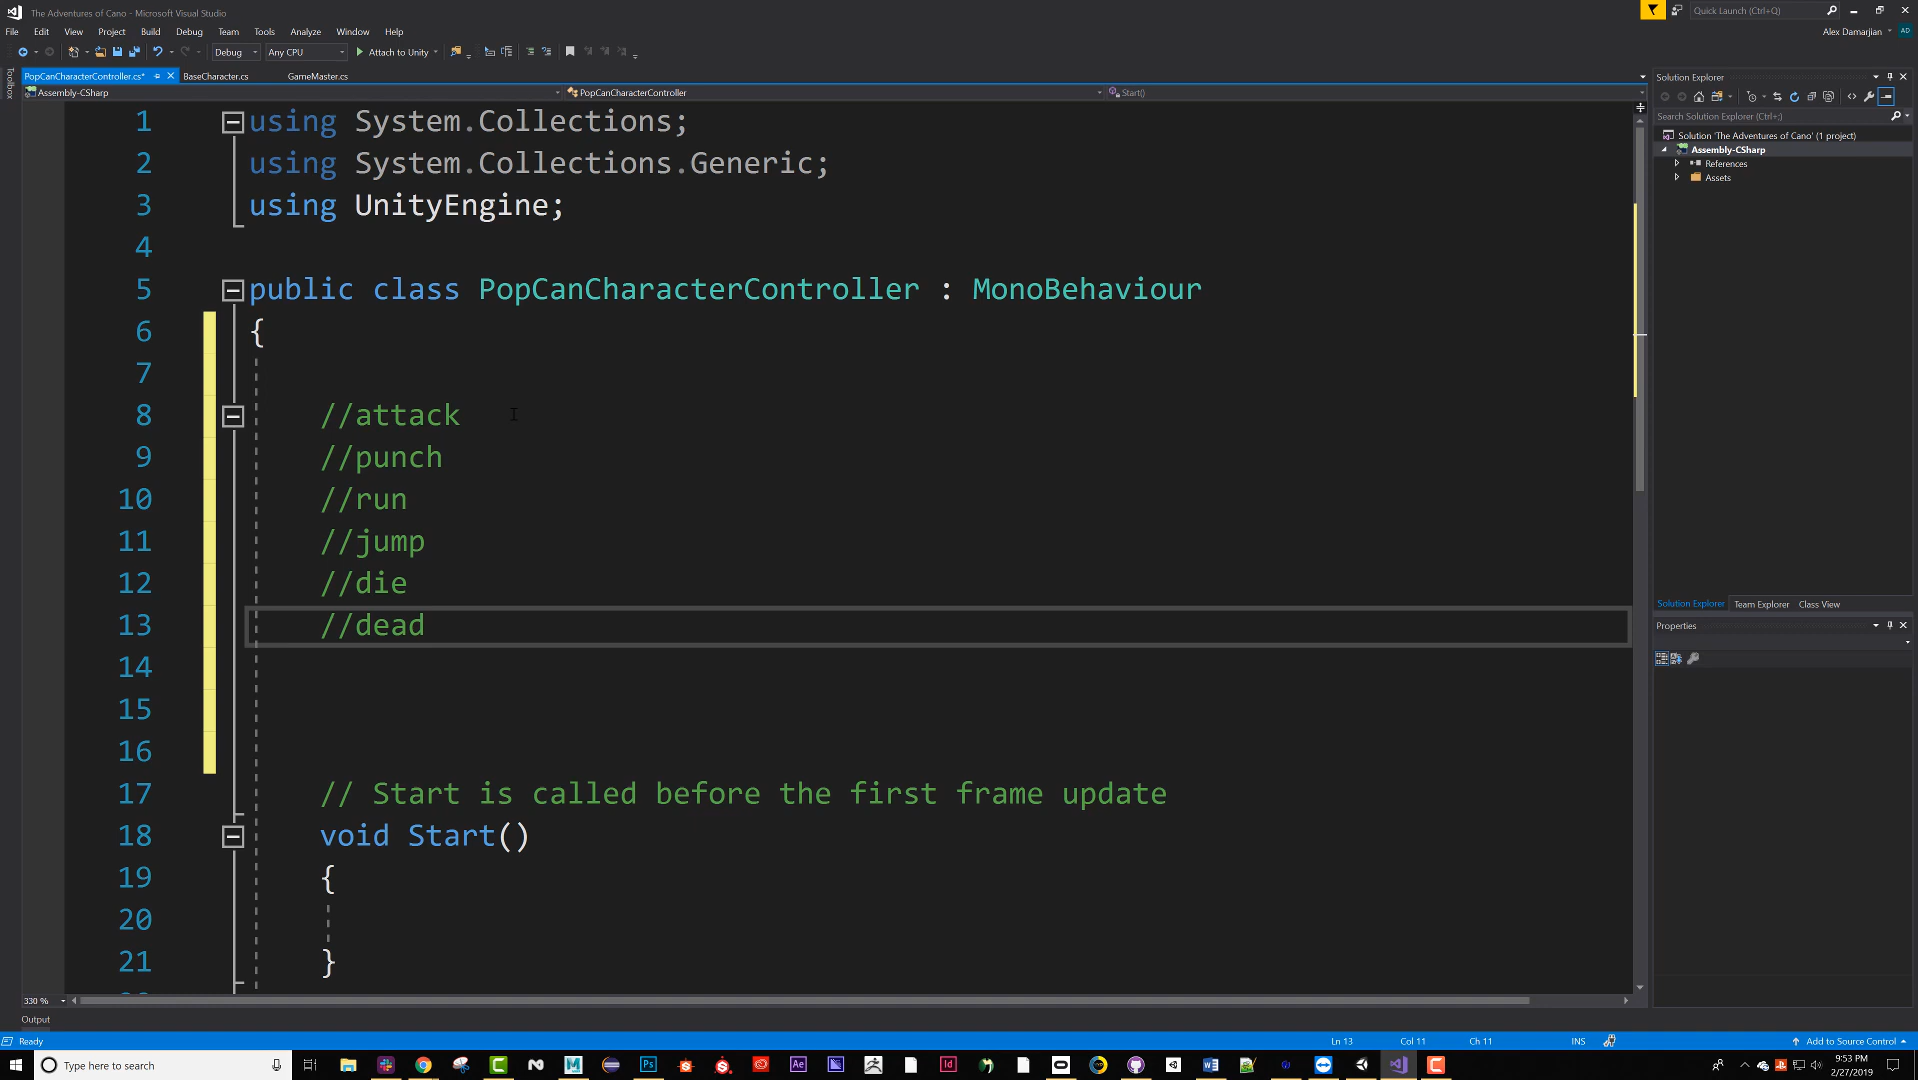 The Adventures of Cano - Microsoft Visual Studio
Quick Launch (Ctrl+Q)
File Edit View Project Build Debug Team Tools Analyze Window Help
Alex Damarjian AD
Debug Any CPU Attach to Unity
Toolbox
PopCanCharacterController.cs* BaseCharacter.cs GameMaster.cs
Assembly-CSharp PopCanCharacterController Start()
1 using System.Collections;
2 using System.Collections.Generic;
3 using UnityEngine;
4
5 public class PopCanCharacterController : MonoBehaviour
6 {
7
8 //attack
9 //punch
10 //run
11 //jump
12 //die
13 //dead
14
15
16
17 // Start is called before the first frame update
18 void Start()
19 {
20
21 }
330 %
Output
Solution Explorer
Search Solution Explorer (Ctrl+;)
Solution 'The Adventures of Cano' (1 project)
Assembly-CSharp
References
Assets
Solution Explorer Team Explorer Class View
Properties
Ready Ln 13 Col 11 Ch 11 INS Add to Source Control
Type here to search
9:53 PM
2/27/2019